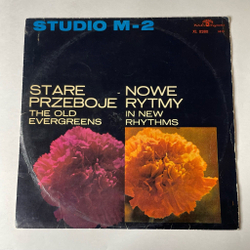 STUDIO M-2
STARE
PRZEBOJE
THE OLD
EVERGREENS
- NOWE
RYTMY
IN NEW
RHYTHMS